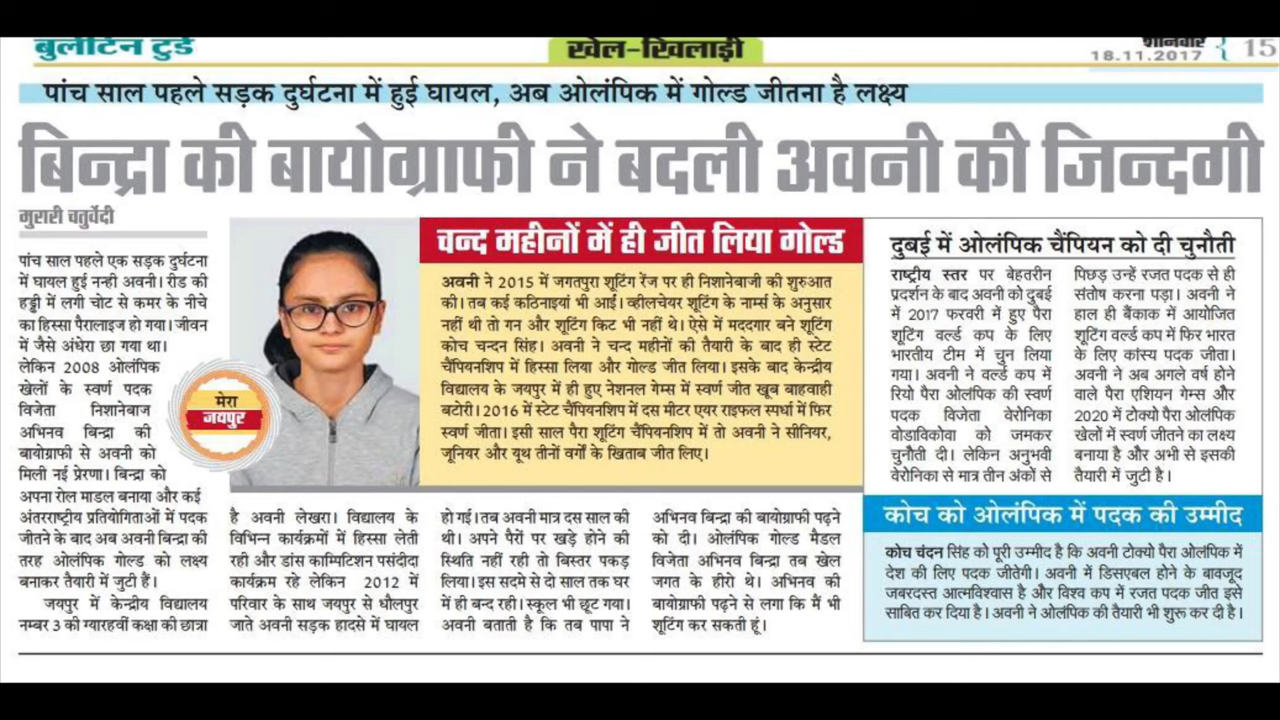 बुलेटिन टुडे
खेल-खिलाड़ी
शनिवार
18.11.2017
15
पांच साल पहले सड़क दुर्घटना में हुई घायल, अब ओलंपिक में गोल्ड जीतना है लक्ष्य
बिन्द्रा की बायोग्राफी ने बदली अवनी की जिन्दगी
मुरारी चतुर्वेदी
पांच साल पहले एक सड़क दुर्घटना
में घायल हुई नन्ही अवनी। रीड की
हड्डी में लगी चोट से कमर के नीचे
का हिस्सा पैरालाइज हो गया। जीवन
में जैसे अंधेरा छा गया था।
लेकिन 2008 ओलंपिक
खेलों के स्वर्ण पदक
विजेता निशानेबाज
अभिनव बिन्द्रा की
बायोग्राफी से अवनी को
मिली नई प्रेरणा। बिन्द्रा को
अपना रोल माडल बनाया और कई
अंतरराष्ट्रीय प्रतियोगिताओं में पदक
जीतने के बाद अब अवनी बिन्द्रा की
तरह ओलंपिक गोल्ड को लक्ष्य
बनाकर तैयारी में जुटी हैं।
जयपुर में केन्द्रीय विद्यालय
नम्बर 3 की ग्यारहवीं कक्षा की छात्रा
मेरा
जयपुर
है अवनी लेखरा। विद्यालय के
विभिन्न कार्यक्रमों में हिस्सा लेती
रही और डांस काम्पिटिशन पसंदीदा
कार्यक्रम रहे लेकिन 2012 में
परिवार के साथ जयपुर से धौलपुर
जाते अवनी सड़क हादसे में घायल
हो गई। तब अवनी मात्र दस साल की
थी। अपने पैरों पर खड़े होने की
स्थिति नहीं रही तो बिस्तर पकड़
लिया। इस सदमे से दो साल तक घर
में ही बन्द रही। स्कूल भी छूट गया।
अवनी बताती है कि तब पापा ने
अभिनव बिन्द्रा की बायोग्राफी पढ़ने
को दी। ओलंपिक गोल्ड मैडल
विजेता अभिनव बिन्द्रा तब खेल
जगत के हीरो थे। अभिनव की
बायोग्राफी पढ़ने से लगा कि मैं भी
शूटिंग कर सकती हूं।
चन्द महीनों में ही जीत लिया गोल्ड
अवनी ने 2015 में जगतपुरा शूटिंग रेंज पर ही निशानेबाजी की शुरुआत
की। तब कई कठिनाइयां भी आईं। व्हीलचेयर शूटिंग के नार्म्स के अनुसार
नहीं थी तो गन और शूटिंग किट भी नहीं थे। ऐसे में मददगार बने शूटिंग
कोच चन्दन सिंह। अवनी ने चन्द महीनों की तैयारी के बाद ही स्टेट
चैंपियनशिप में हिस्सा लिया और गोल्ड जीत लिया। इसके बाद केन्द्रीय
विद्यालय के जयपुर में ही हुए नेशनल गेम्स में स्वर्ण जीत खूब बाहवाही
बटोरी। 2016 में स्टेट चैंपियनशिप में दस मीटर एयर राइफल स्पर्धा में फिर
स्वर्ण जीता। इसी साल पैरा शूटिंग चैंपियनशिप में तो अवनी ने सीनियर,
जूनियर और यूथ तीनों वर्गों के खिताब जीत लिए।
दुबई में ओलंपिक चैंपियन को दी चुनौती
राष्ट्रीय स्तर पर बेहतरीन
प्रदर्शन के बाद अवनी को दुबई
में 2017 फरवरी में हुए पैरा
शूटिंग वर्ल्ड कप के लिए
भारतीय टीम में चुन लिया
गया। अवनी ने वर्ल्ड कप में
रियो पैरा ओलंपिक की स्वर्ण
पदक विजेता वेरोनिका
वोडाविकोवा को जमकर
चुनौती दी। लेकिन अनुभवी
वेरोनिका से मात्र तीन अंकों से
पिछड़ उन्हें रजत पदक से ही
संतोष करना पड़ा। अवनी ने
हाल ही बैंकाक में आयोजित
शूटिंग वर्ल्ड कप में फिर भारत
के लिए कांस्य पदक जीता।
अवनी ने अब अगले वर्ष होने
वाले पैरा एशियन गेम्स और
2020 में टोक्यो पैरा ओलंपिक
खेलों में स्वर्ण जीतने का लक्ष्य
बनाया है और अभी से इसकी
तैयारी में जुटी है।
कोच को ओलंपिक में पदक की उम्मीद
कोच चंदन सिंह को पूरी उम्मीद है कि अवनी टोक्यो पैरा ओलंपिक में
देश की लिए पदक जीतेगी। अवनी में डिसएबल होने के बावजूद
जबरदस्त आत्मविश्वास है और विश्व कप में रजत पदक जीत इसे
साबित कर दिया है। अवनी ने ओलंपिक की तैयारी भी शुरू कर दी है।